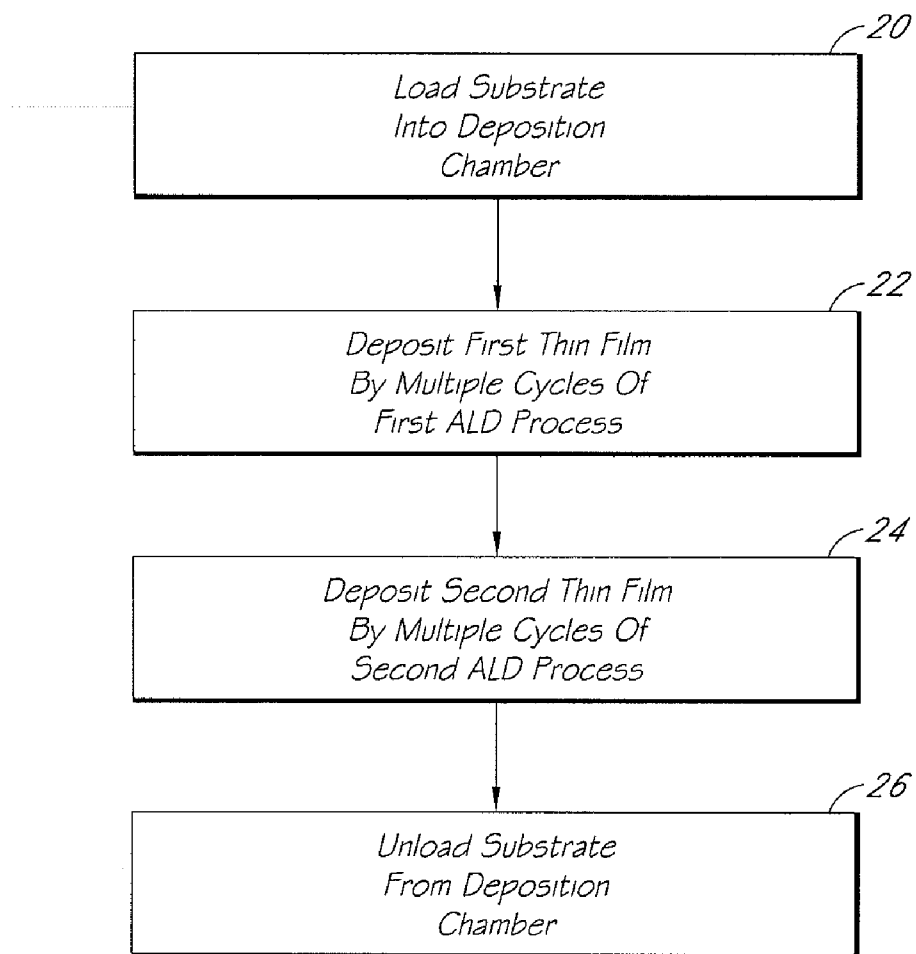 20
Load Substrate
Into Deposition
Chamber
22
Deposit First Thin Film
By Multiple Cycles Of
First ALD Process
24
Deposit Second Thin Film
By Multiple Cycles Of
Second ALD Process
26
Unload Substrate
From Deposition
Chamber